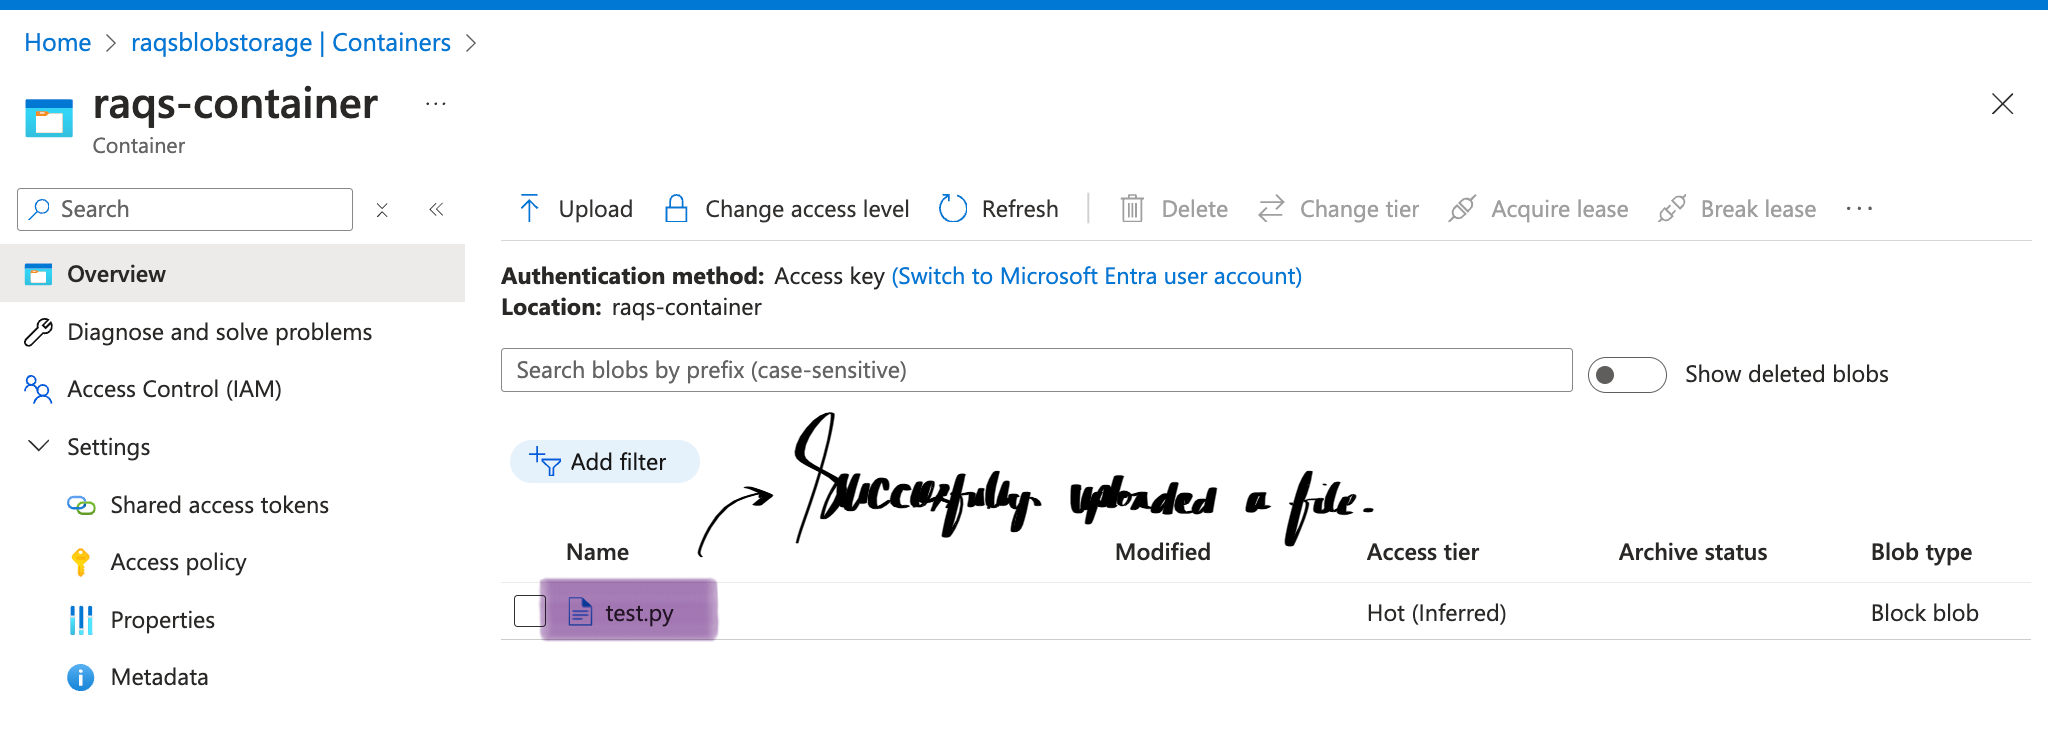 Home > raqsblobstorage | Containers >
raqs-container ...
Container
Search
Overview
Diagnose and solve problems
Access Control (IAM)
Settings
Shared access tokens
Access policy
Properties
Metadata
Upload Change access level Refresh Delete Change tier Acquire lease Break lease ...
Authentication method: Access key (Switch to Microsoft Entra user account)
Location: raqs-container
Search blobs by prefix (case-sensitive)
Show deleted blobs
Add filter
Successfully uploaded a file.
Name Modified Access tier Archive status Blob type
test.py Hot (Inferred) Block blob